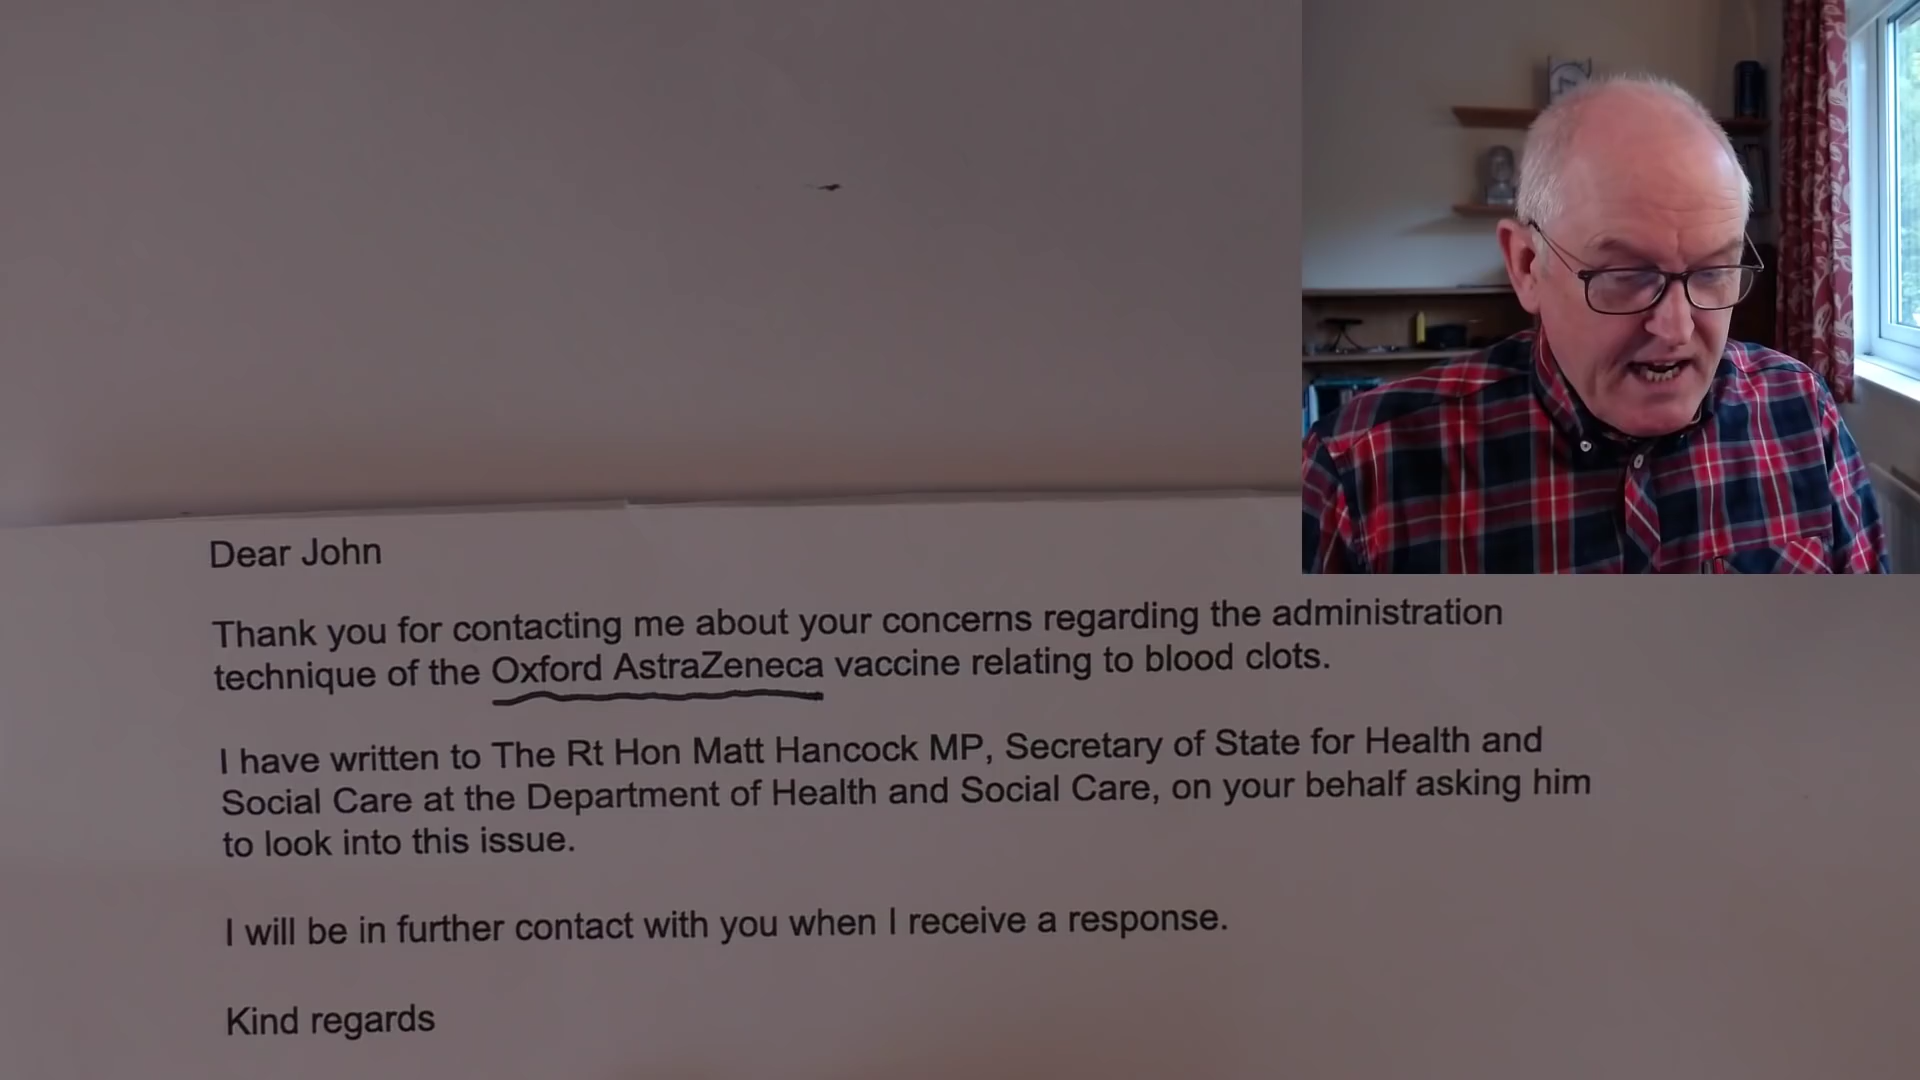 Dear John
Thank you for contacting me about your concerns regarding the administration
technique of the Oxford AstraZeneca vaccine relating to blood clots.
I have written to The Rt Hon Matt Hancock MP, Secretary of State for Health and
Social Care at the Department of Health and Social Care, on your behalf asking him
to look into this issue.
I will be in further contact with you when I receive a response.
Kind regards